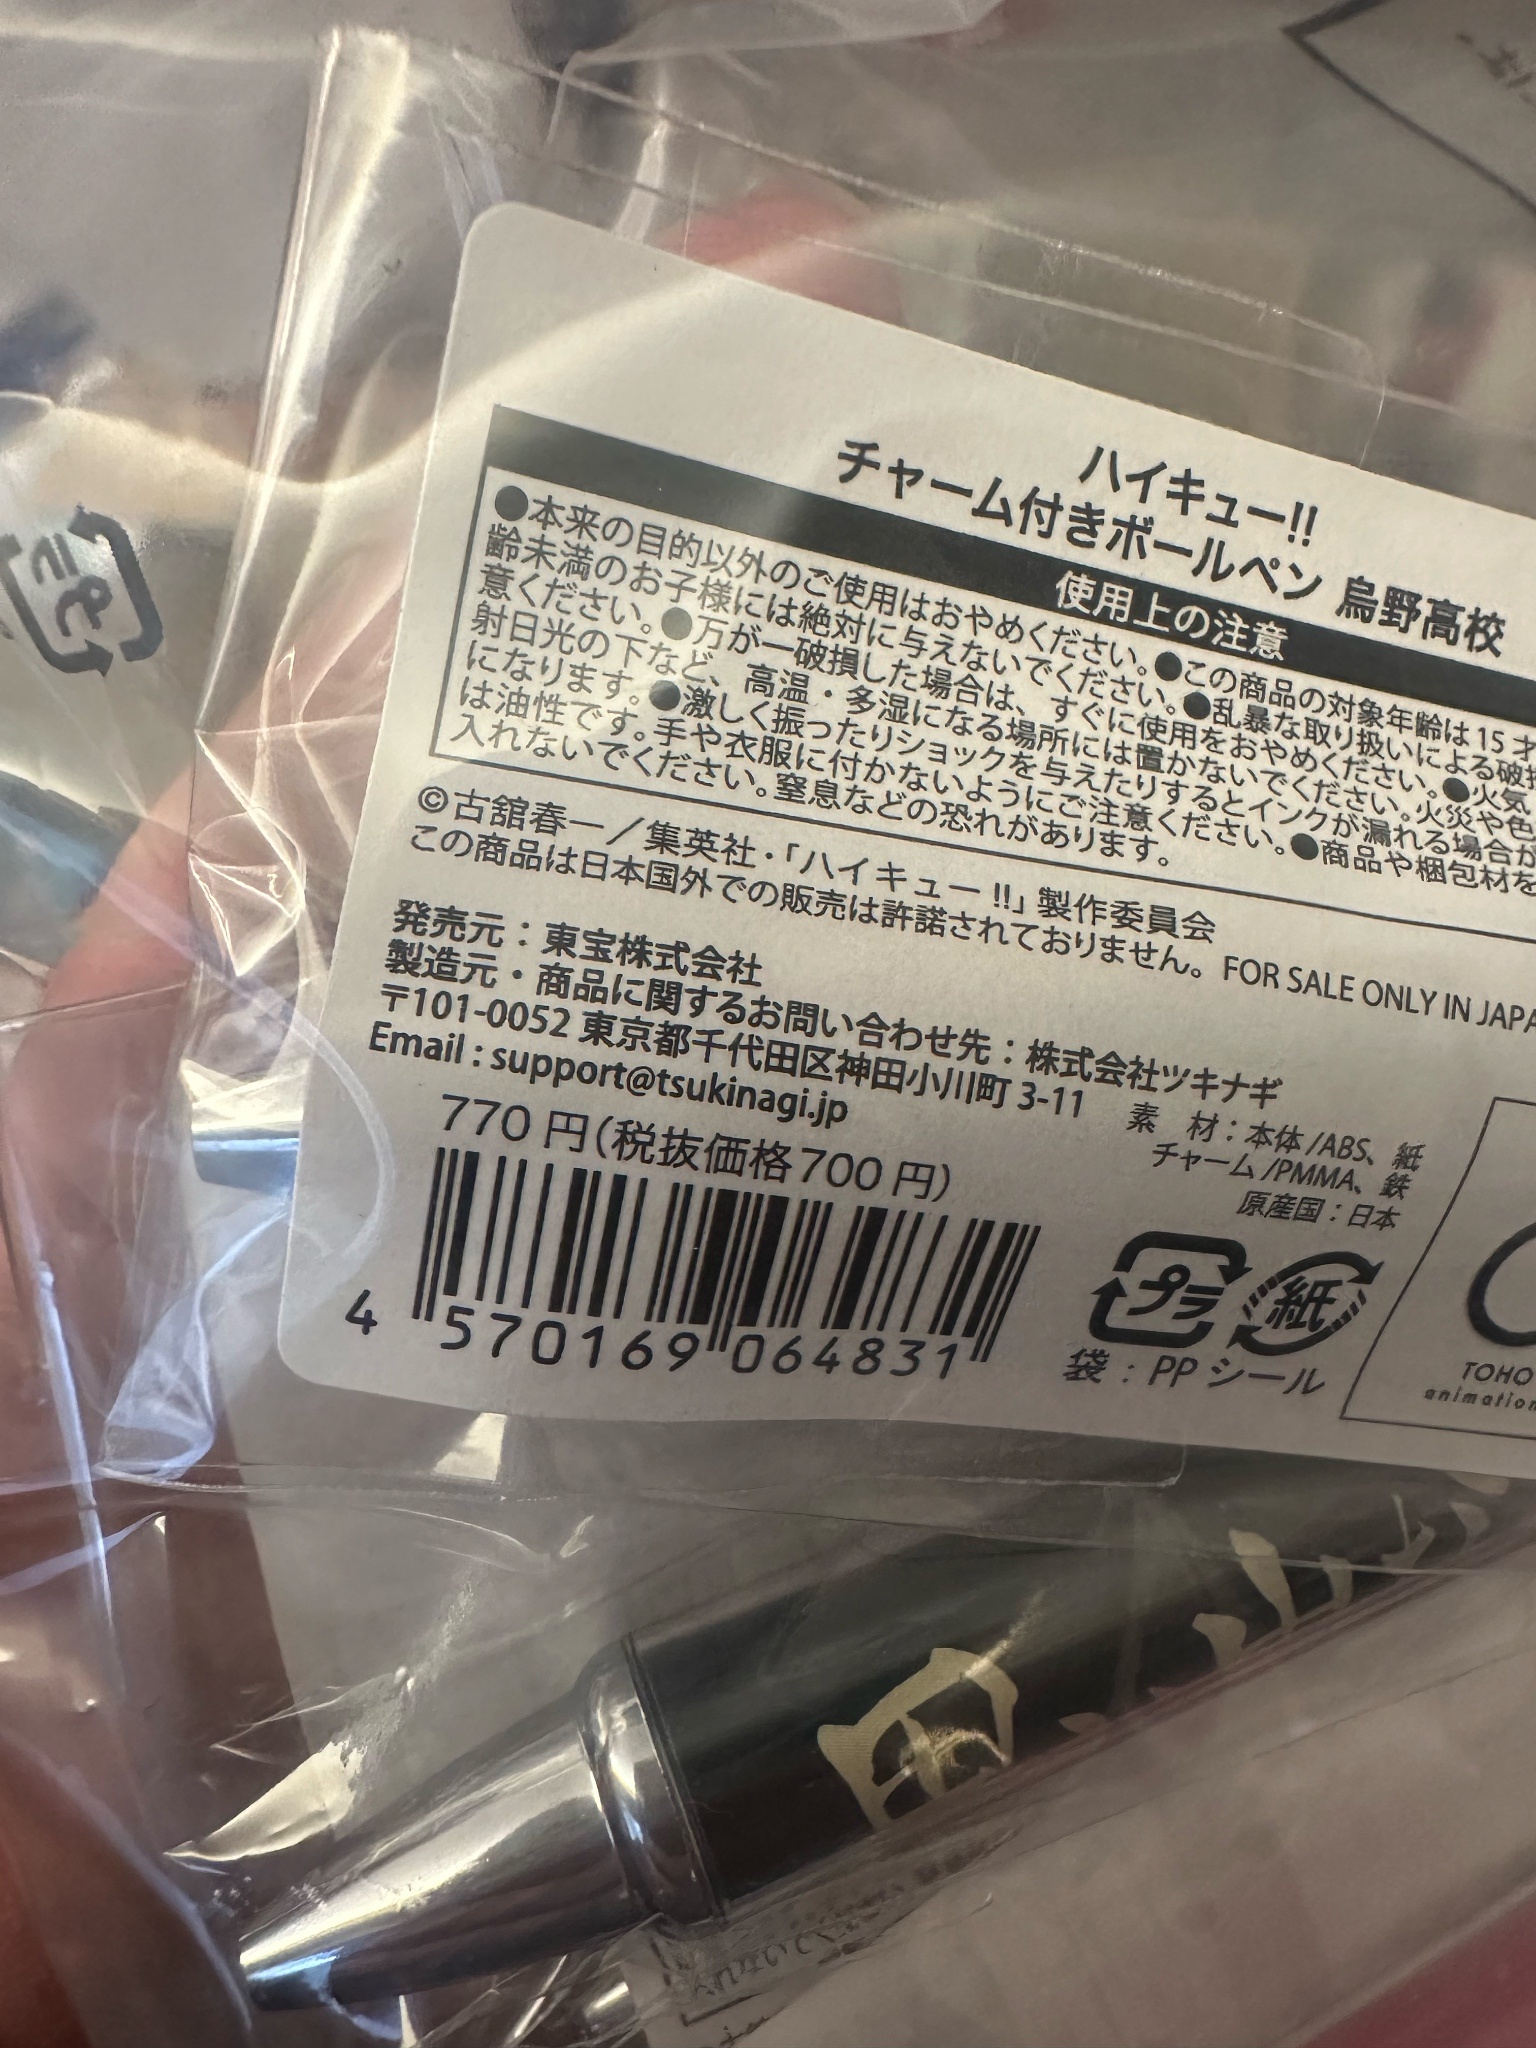 ハイキュー!!
チャーム付きボールペン 烏野高校
使用上の注意
●本来の目的以外のご使用はおやめください。●この商品の対象年齢は15才
齢未満のお子様には絶対に与えないでください。●乱暴な取り扱いによる破損
意ください。●万が一破損した場合は、すぐに使用をおやめください。●火気
射日光の下など、高温・多湿になる場所には置かないでください。火災や色
になります。●激しく振ったりショックを与えたりするとインクが漏れる場合が
は油性です。手や衣服に付かないようにご注意ください。●商品や梱包材を
入れないでください。窒息などの恐れがあります。
©古舘春一／集英社・「ハイキュー!!」製作委員会
この商品は日本国外での販売は許諾されておりません。FOR SALE ONLY IN JAPA
発売元：東宝株式会社
製造元・商品に関するお問い合わせ先：株式会社ツキナギ
〒101-0052 東京都千代田区神田小川町 3-11
Email : support@tsukinagi.jp
770 円(税抜価格700 円)
素 材：本体/ABS、紙
チャーム/PMMA、鉄
原産国：日本
4 570169 064831
プラ
紙
袋：PP シール
TOHO
animation